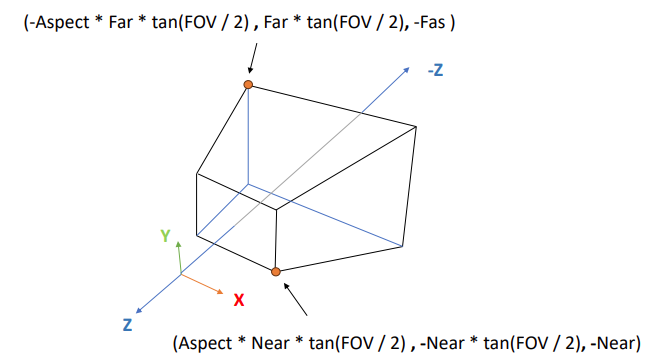 (-Aspect * Far * tan(FOV / 2) , Far * tan(FOV / 2), -Fas )
-Z
Y
X
Z
(Aspect * Near * tan(FOV / 2) , -Near * tan(FOV / 2), -Near)